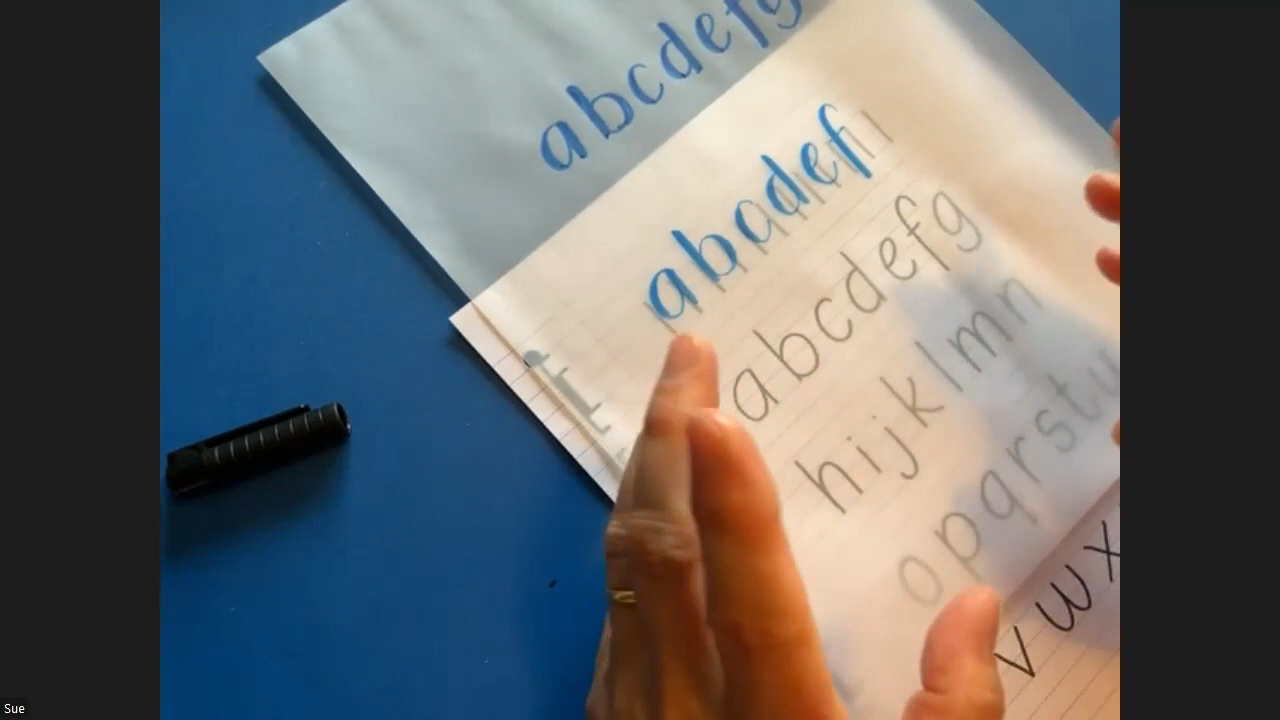 abcdefg
abcdef
abcdefg
hijklmn
opqrstu
vwx
Sue